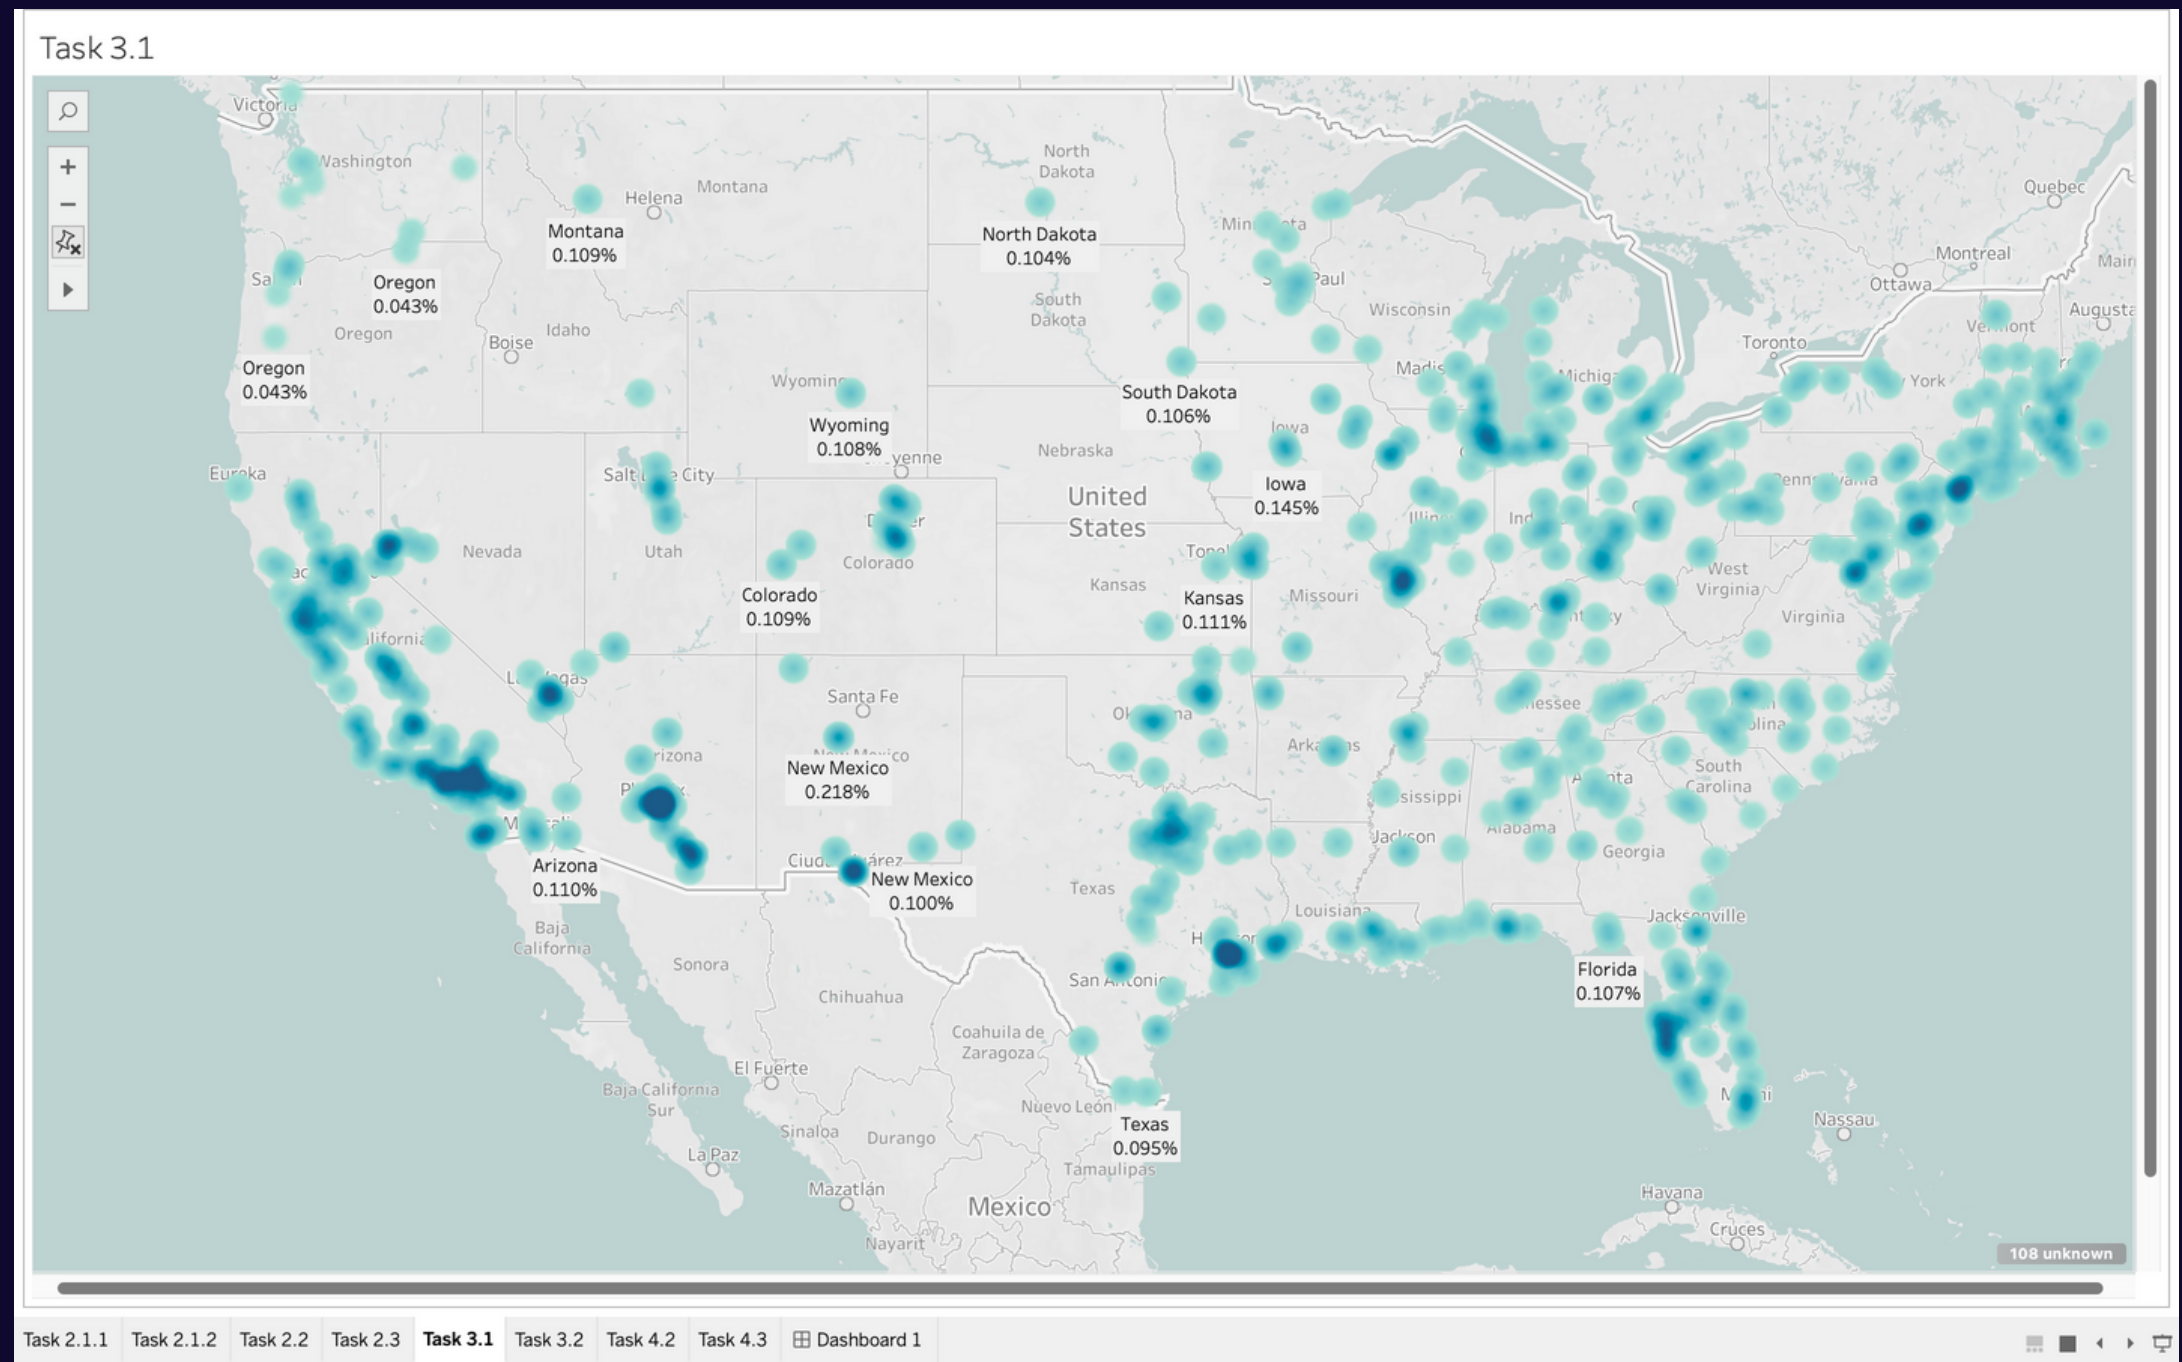 Task 3.1
Victoria
Washington
Helena
Montana
Montana
0.109%
North
Dakota
North Dakota
0.104%
Quebec
Montreal
Ottawa
Oregon
0.043%
Oregon
Paul
South
Dakota
Wisconsin
Augusta
Vermont
Toronto
Boise
Idaho
Oregon
0.043%
Wyoming
Wyoming
0.108%
South Dakota
0.106%
York
Iowa
Nebraska
Iowa
0.145%
Eureka
United
States
Nevada
Utah
Colorado
Colorado
0.109%
Kansas
Kansas
0.111%
Missouri
West
Virginia
Virginia
Santa Fe
New Mexico
New Mexico
0.218%
South
Carolina
Jackson
Alabama
Georgia
Arizona
0.110%
New Mexico
0.100%
Texas
Louisiana
Jacksonville
Baja
California
Sonora
San Antonio
Florida
0.107%
Chihuahua
Coahuila de
Zaragoza
El Fuerte
Baja California
Sur
Nuevo León
Sinaloa
Durango
Texas
0.095%
Tamaulipas
Nassau
La Paz
Mazatlán
Mexico
Nayarit
Havana
Cruces
108 unknown
Task 2.1.1 Task 2.1.2 Task 2.2 Task 2.3 Task 3.1 Task 3.2 Task 4.2 Task 4.3 Dashboard 1